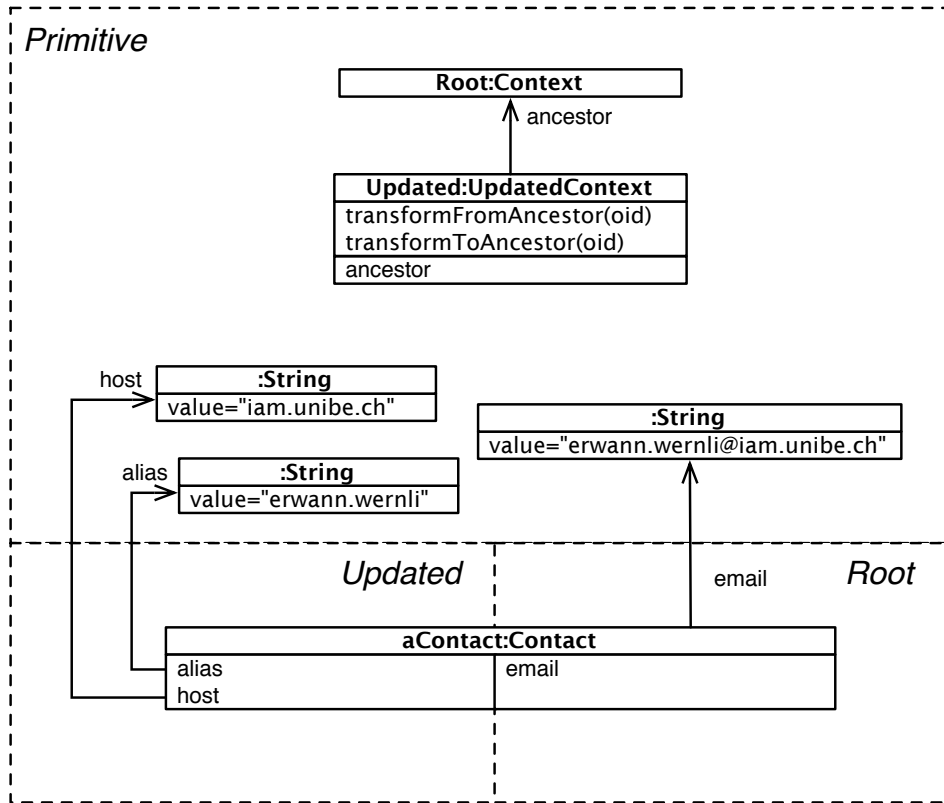 Primitive
Root:Context
ancestor
Updated:UpdatedContext
transformFromAncestor(oid)
transformToAncestor(oid)
ancestor
host
:String
value="iam.unibe.ch"
:String
value="erwann.wernli@iam.unibe.ch"
alias
:String
value="erwann.wernli"
Updated
email
Root
aContact:Contact
alias
email
host